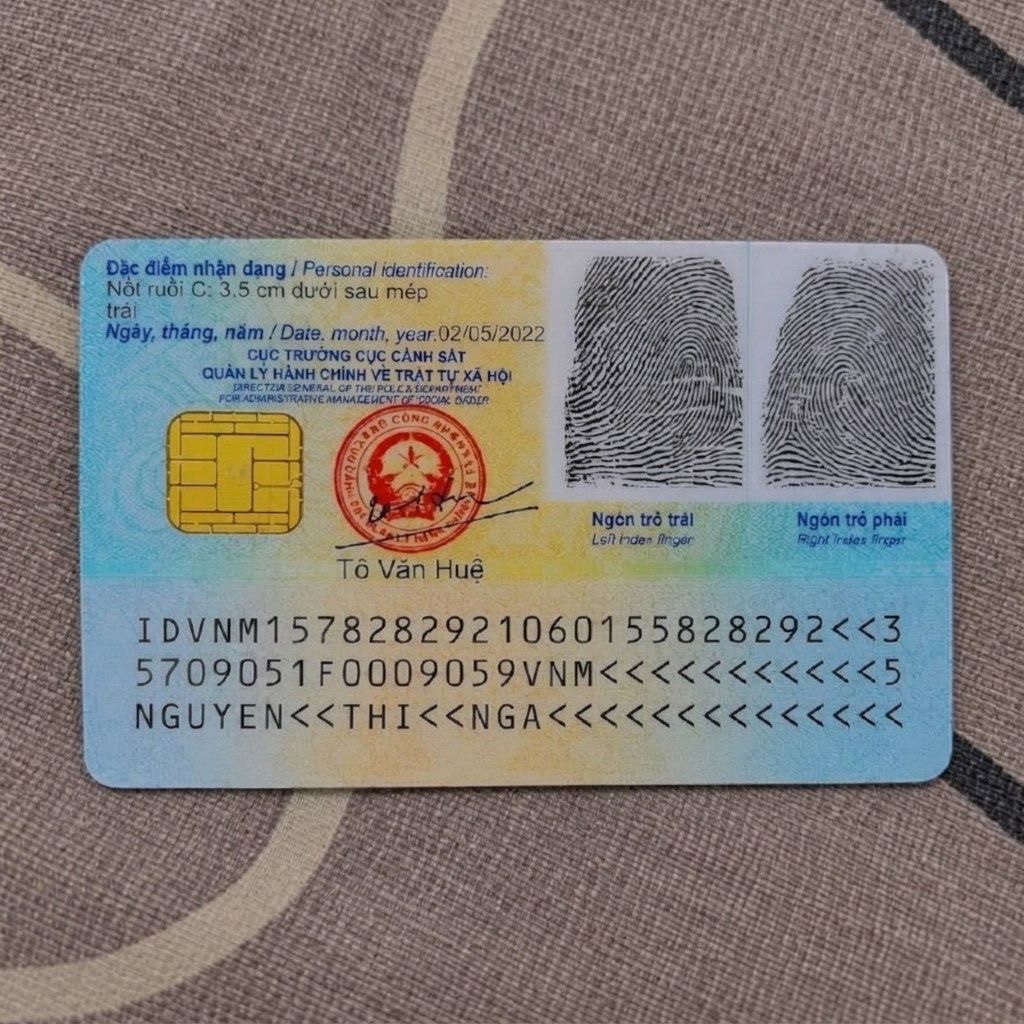 Đặc điểm nhận dạng / Personal identification:
Nốt ruồi C: 3.5 cm dưới sau mép
trái
Ngày, tháng, năm / Date, month, year: 02/05/2022
CỤC TRƯỞNG CỤC CẢNH SÁT
QUẢN LÝ HÀNH CHÍNH VỀ TRẬT TỰ XÃ HỘI
Tô Văn Huệ
Ngón trỏ trái
Ngón trỏ phải
IDVNM1578282921060155828292<<3
5709051F0009059VNM<<<<<<<<<<<5
NGUYEN<<THI<<NGA<<<<<<<<<<<<<<